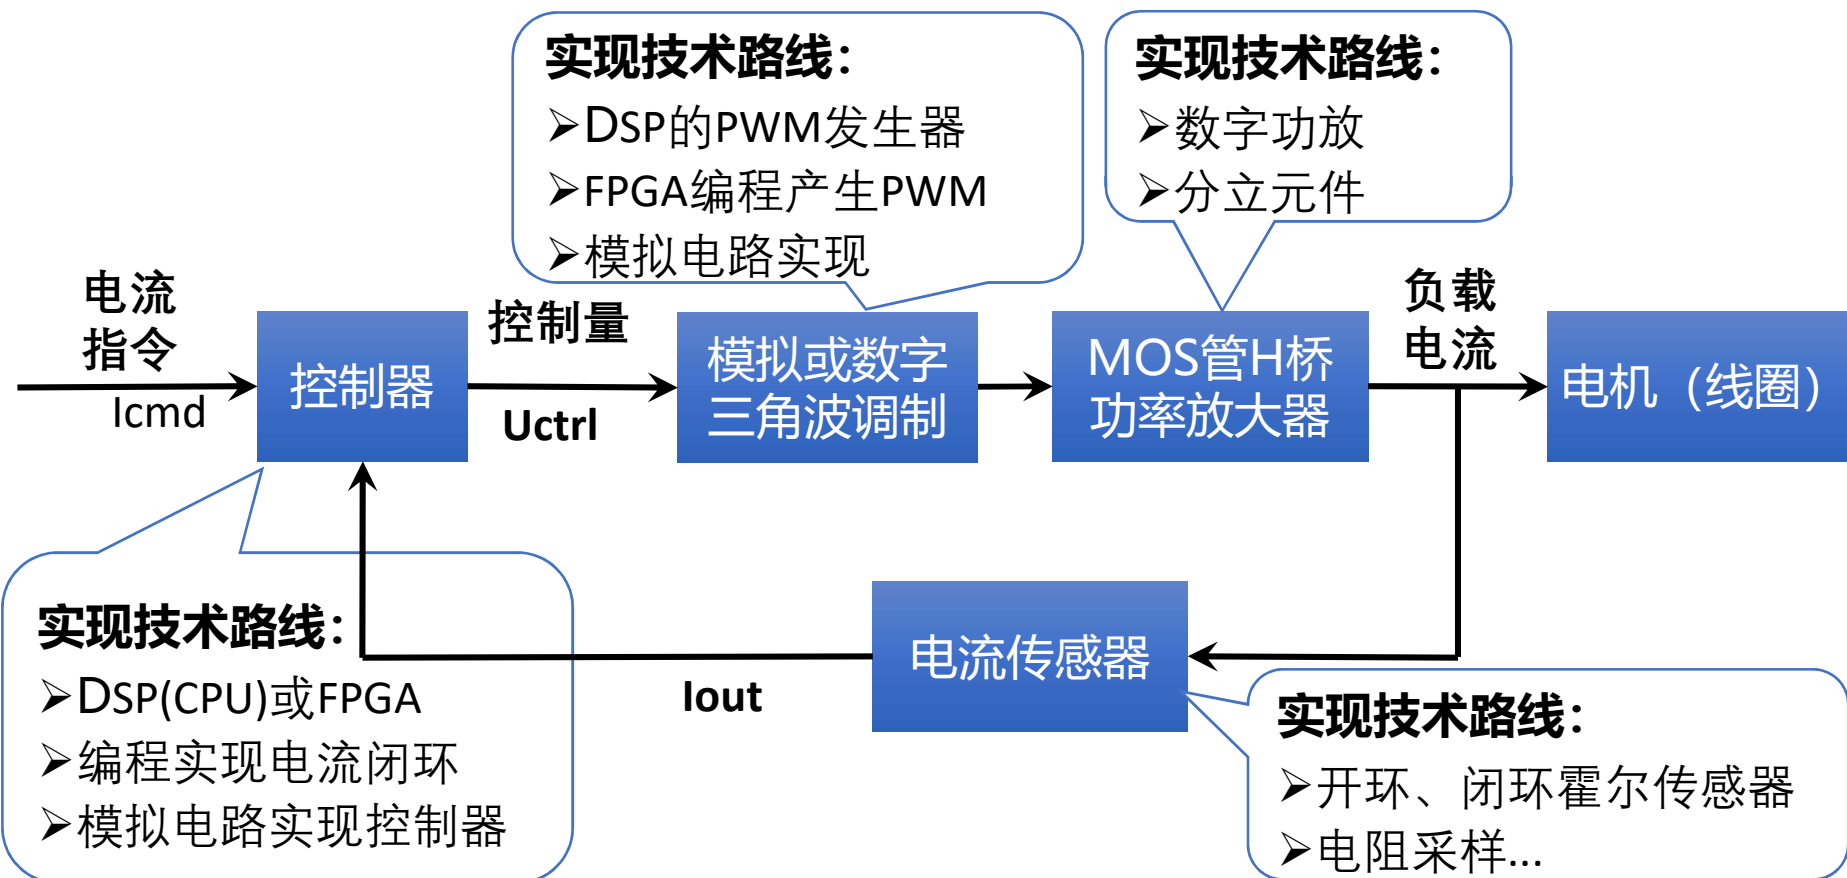 实现技术路线：
➢DSP的PWM发生器
➢FPGA编程产生PWM
➢模拟电路实现
实现技术路线：
➢数字功放
➢分立元件
电流
指令
Icmd
控制器
控制量
Uctrl
模拟或数字
三角波调制
MOS管H桥
功率放大器
负载
电流
电机（线圈）
实现技术路线：
➢DSP(CPU)或FPGA
➢编程实现电流闭环
➢模拟电路实现控制器
Iout
电流传感器
实现技术路线：
➢开环、闭环霍尔传感器
➢电阻采样...